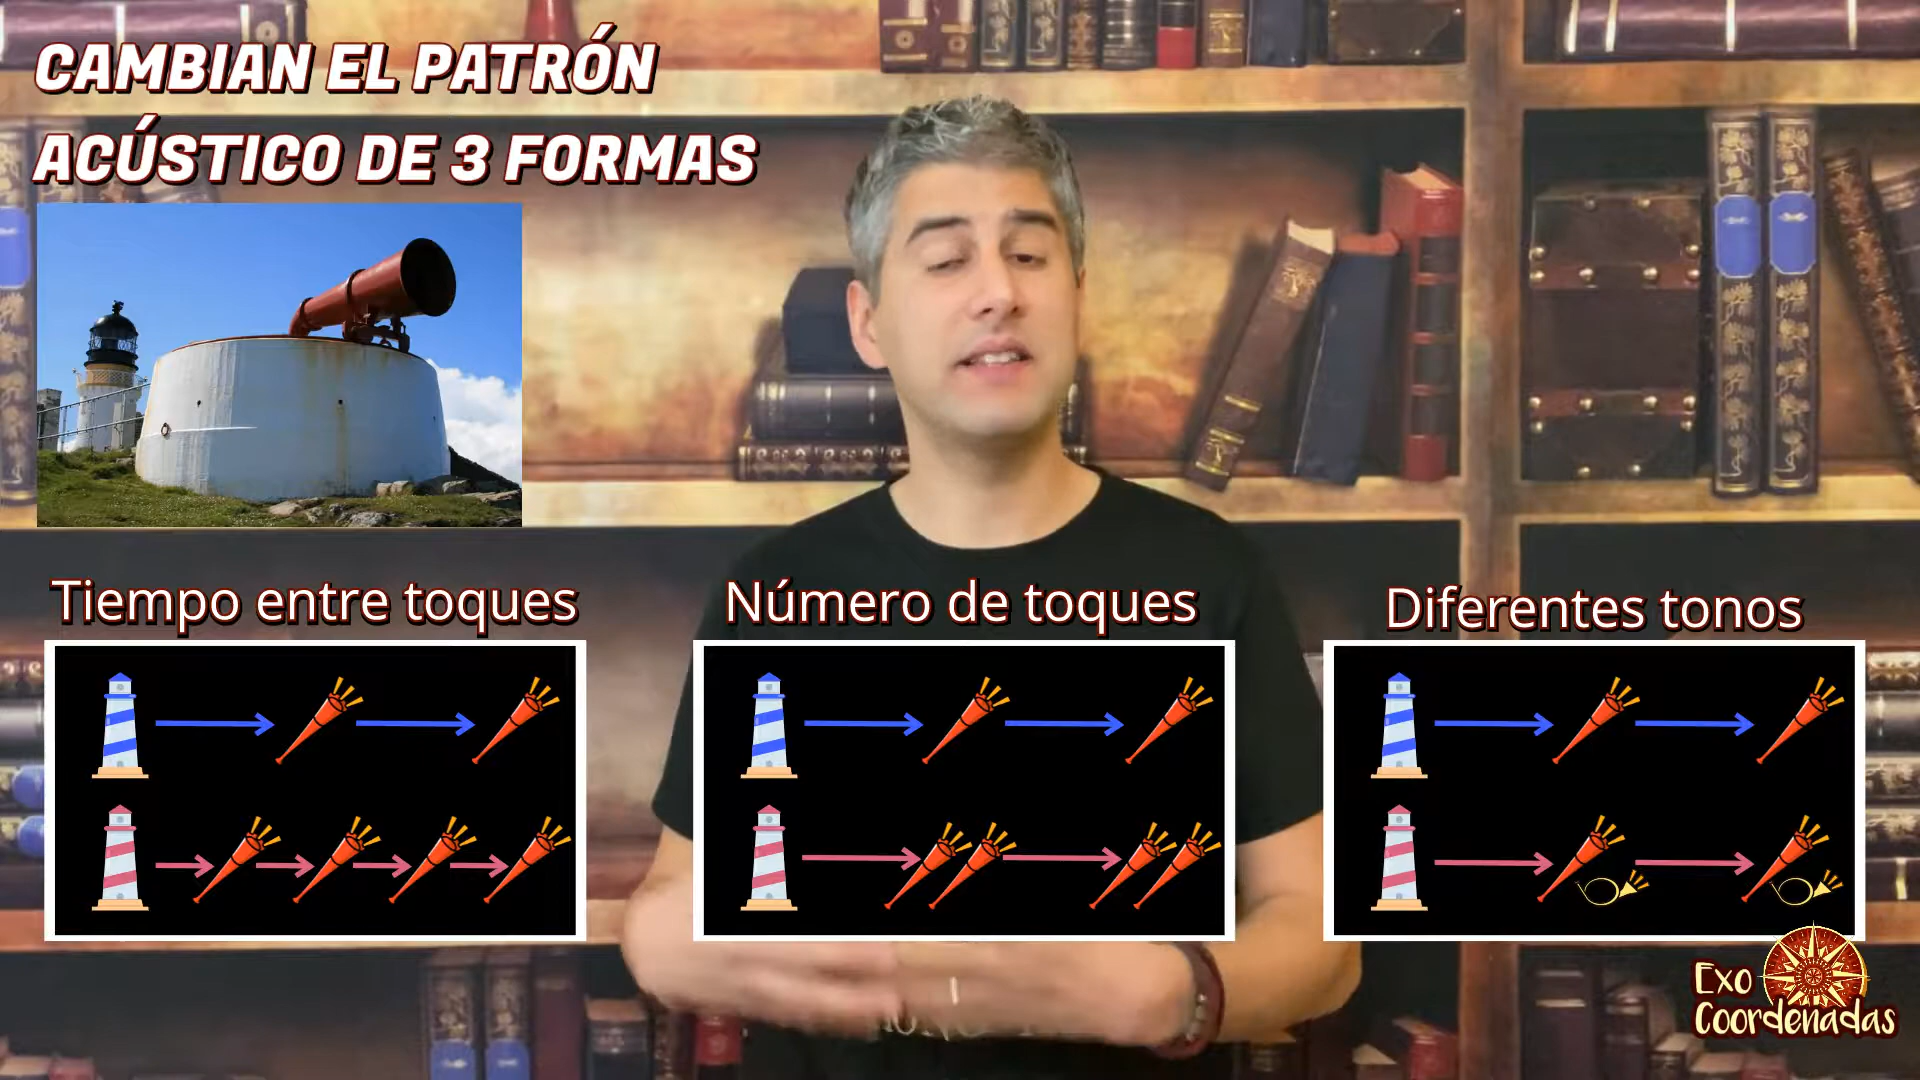 CAMBIAN EL PATRÓN
ACÚSTICO DE 3 FORMAS
Tiempo entre toques
Número de toques
Diferentes tonos
Exo
Coordenadas